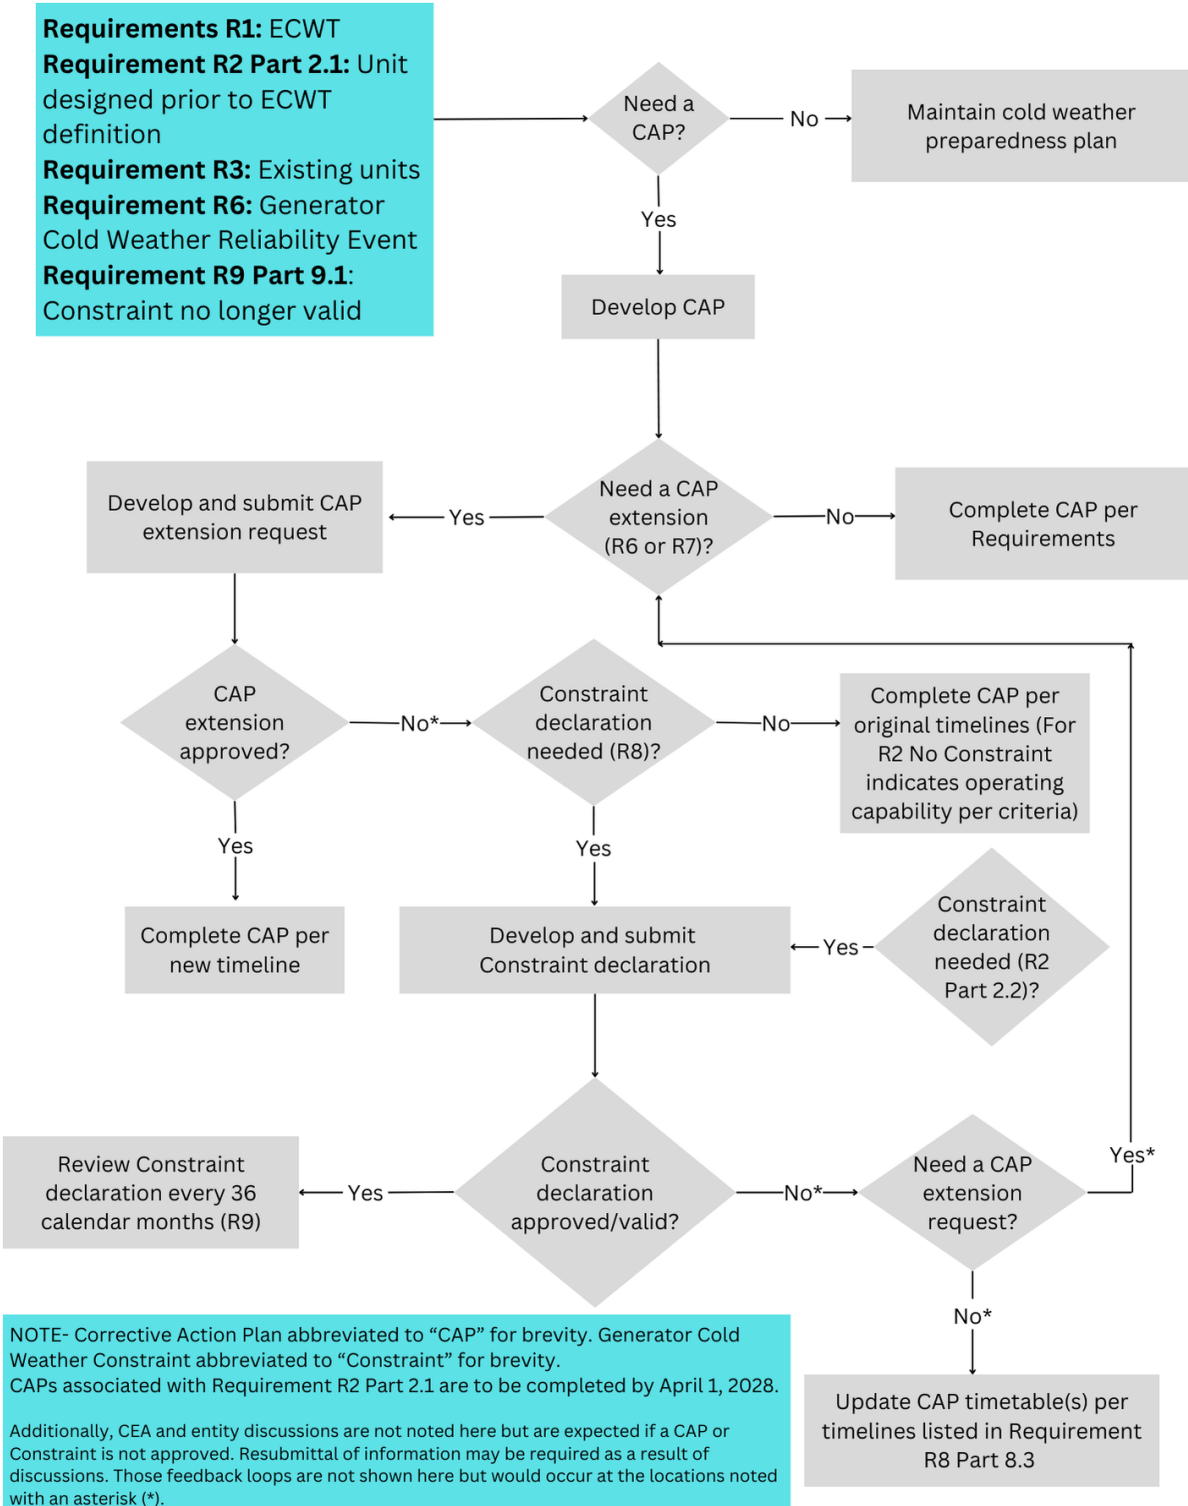 Requirements R1: ECWT
Requirement R2 Part 2.1: Unit
designed prior to ECWT
definition
Requirement R3: Existing units
Requirement R6: Generator
Cold Weather Reliability Event
Requirement R9 Part 9.1:
Constraint no longer valid
Need a
CAP?
No
Maintain cold weather
preparedness plan
Yes
Develop CAP
Need a CAP
extension
(R6 or R7)?
Yes
Develop and submit CAP
extension request
No
Complete CAP per
Requirements
CAP
extension
approved?
No*
Constraint
declaration
needed (R8)?
No
Complete CAP per
original timelines (For
R2 No Constraint
indicates operating
capability per criteria)
Yes
Complete CAP per
new timeline
Yes
Develop and submit
Constraint declaration
Yes
Constraint
declaration
needed (R2
Part 2.2)?
Constraint
declaration
approved/valid?
Yes
Review Constraint
declaration every 36
calendar months (R9)
No*
Need a CAP
extension
request?
Yes*
No*
Update CAP timetable(s) per
timelines listed in Requirement
R8 Part 8.3
NOTE- Corrective Action Plan abbreviated to “CAP” for brevity. Generator Cold
Weather Constraint abbreviated to “Constraint” for brevity.
CAPs associated with Requirement R2 Part 2.1 are to be completed by April 1, 2028.
Additionally, CEA and entity discussions are not noted here but are expected if a CAP or
Constraint is not approved. Resubmittal of information may be required as a result of
discussions. Those feedback loops are not shown here but would occur at the locations noted
with an asterisk (*).